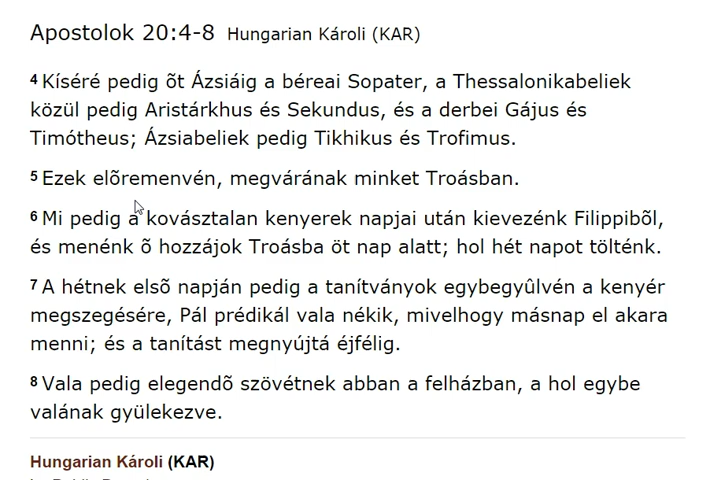 Apostolok 20:4-8 Hungarian Károli (KAR)
4 Kíséré pedig õt Ázsiáig a béreai Sopater, a Thessalonikabeliek
közül pedig Aristárkhus és Sekundus, és a derbei Gájus és
Timótheus; Ázsiabeliek pedig Tikhikus és Trofimus.
5 Ezek elõremenvén, megvárának minket Troásban.
6 Mi pedig a kovásztalan kenyerek napjai után kievezénk Filippibõl,
és menénk õ hozzájok Troásba öt nap alatt; hol hét napot tölténk.
7 A hétnek elsõ napján pedig a tanítványok egybegyûlvén a kenyér
megszegésére, Pál prédikál vala nékik, mivelhogy másnap el akara
menni; és a tanítást megnyújtá éjfélig.
8 Vala pedig elegendõ szövétnek abban a felházban, a hol egybe
valának gyülekezve.
Hungarian Károli (KAR)